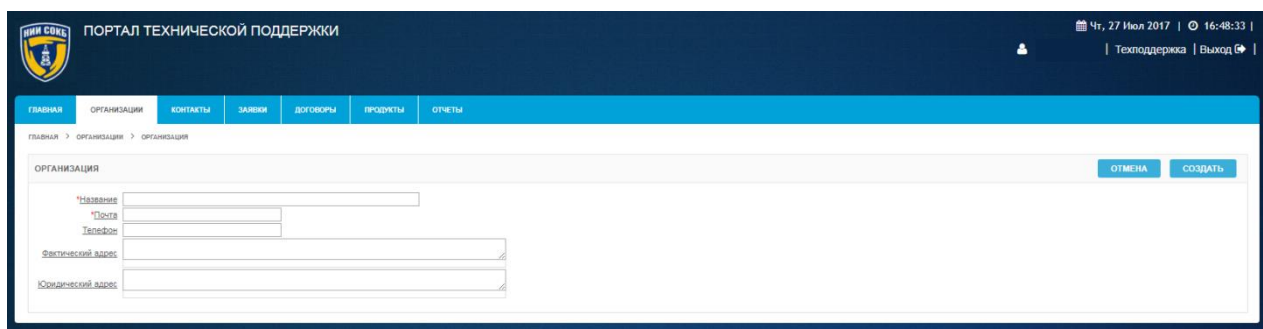 НИИ СОКБ
ПОРТАЛ ТЕХНИЧЕСКОЙ ПОДДЕРЖКИ
Чт, 27 Июл 2017 | 16:48:33 |
| Техподдержка | Выход |
ГЛАВНАЯ ОРГАНИЗАЦИИ КОНТАКТЫ ЗАЯВКИ ДОГОВОРЫ ПРОДУКТЫ ОТЧЕТЫ
ГЛАВНАЯ > ОРГАНИЗАЦИИ > ОРГАНИЗАЦИЯ
ОРГАНИЗАЦИЯ ОТМЕНА СОЗДАТЬ
*Название
*Почта
Телефон
Фактический адрес
Юридический адрес